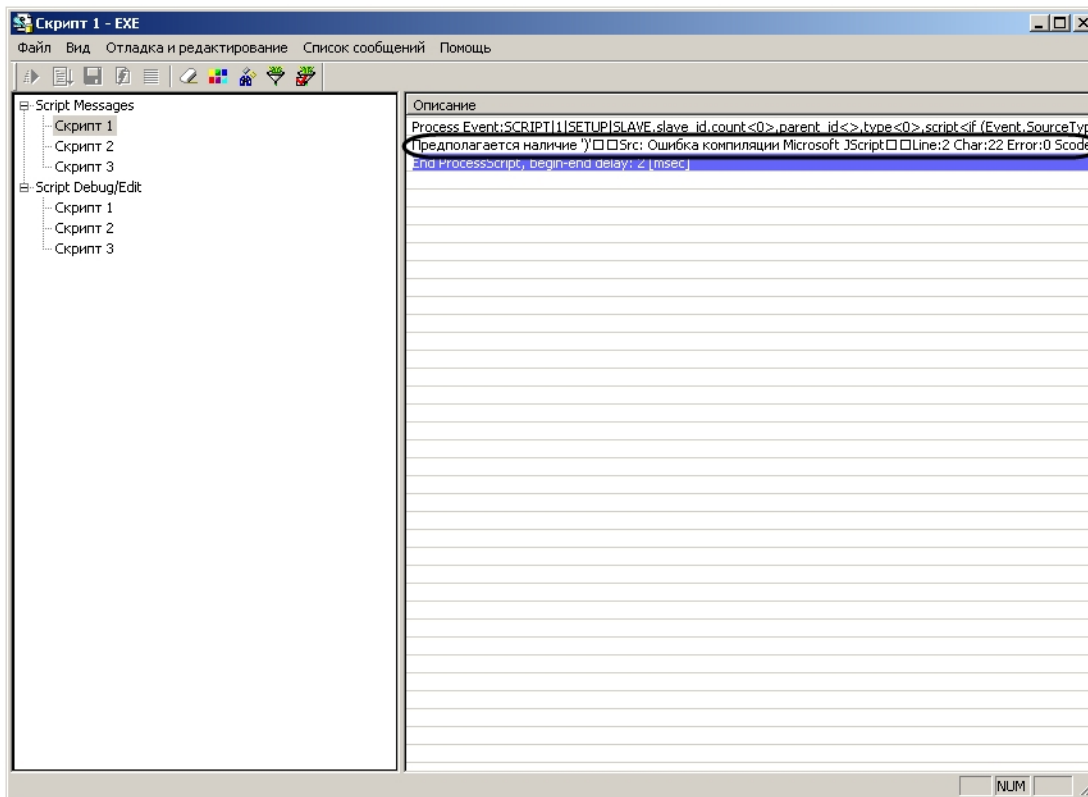 Скрипт 1 - EXE
Файл Вид Отладка и редактирование Список сообщений Помощь
Script Messages
Скрипт 1
Скрипт 2
Скрипт 3
Script Debug/Edit
Скрипт 1
Скрипт 2
Скрипт 3
Описание
Process Event:SCRIPT|1|SETUP|SLAVE.slave_id.count<0>,parent_id<>,type<0>,script<if (Event.SourceTyp
Предполагается наличие ')'□□Src: Ошибка компиляции Microsoft JScript□□Line:2 Char:22 Error:0 Scode
End ProcessScript, begin-end delay: 2 [msec]
NUM